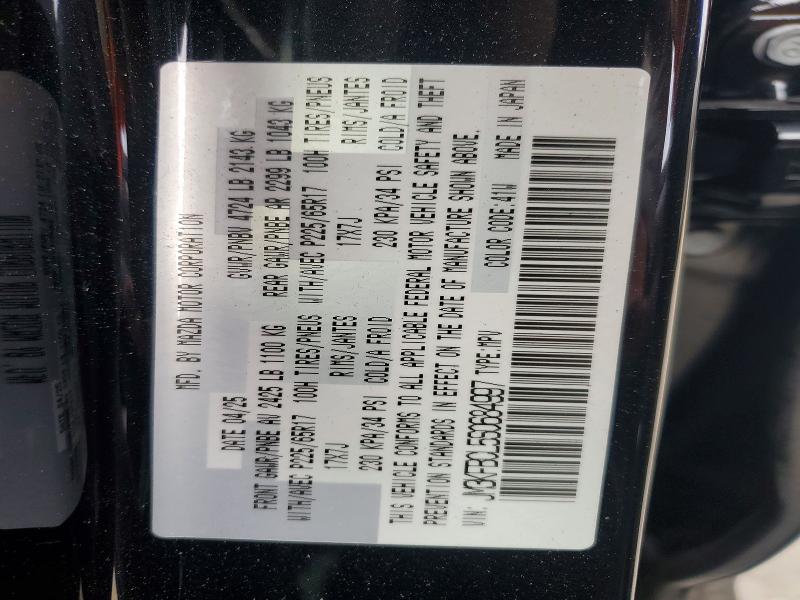 MFD. BY MAZDA MOTOR CORPORATION
DATE 04/25 GVWR/PNBV 4724 LB 2143 KG
FRONT GAWR/PNBE AV 2425 LB 1100 KG REAR GAWR/PNBE AR 2299 LB 1043 KG
WITH/AVEC P225/65R17 100H TIRES/PNEUS WITH/AVEC P225/65R17 100H TIRES/PNEUS
17X7J RIMS/JANTES 17X7J RIMS/JANTES
230 KPA/34 PSI COLD/A FROID 230 KPA/34 PSI COLD/A FROID
THIS VEHICLE CONFORMS TO ALL APPLICABLE FEDERAL MOTOR VEHICLE SAFETY AND THEFT
PREVENTION STANDARDS IN EFFECT ON THE DATE OF MANUFACTURE SHOWN ABOVE.
VIN: JM3KFBCL5S0684997 TYPE:MPV COLOR CODE:41W MADE IN JAPAN